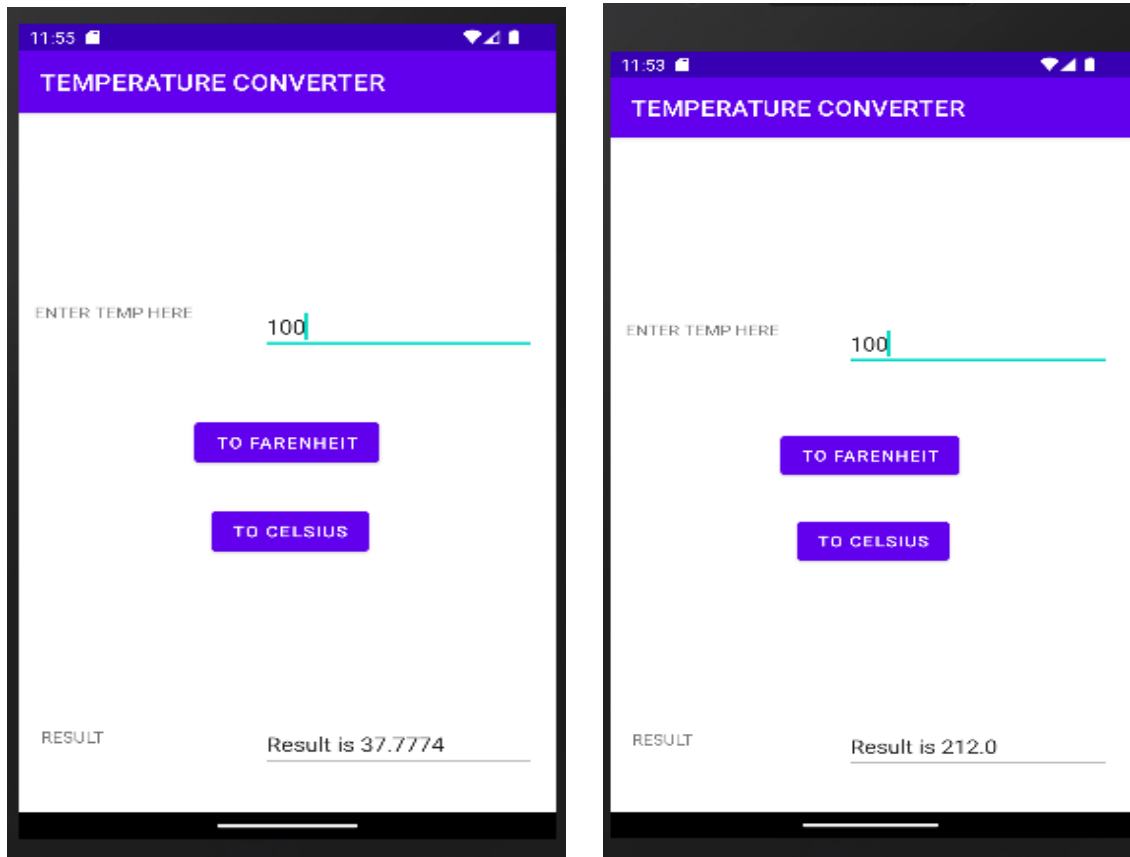 11:55
TEMPERATURE CONVERTER
ENTER TEMP HERE
100
TO FARENHEIT
TO CELSIUS
RESULT
Result is 37.7774
11:53
TEMPERATURE CONVERTER
ENTER TEMP HERE
100
TO FARENHEIT
TO CELSIUS
RESULT
Result is 212.0